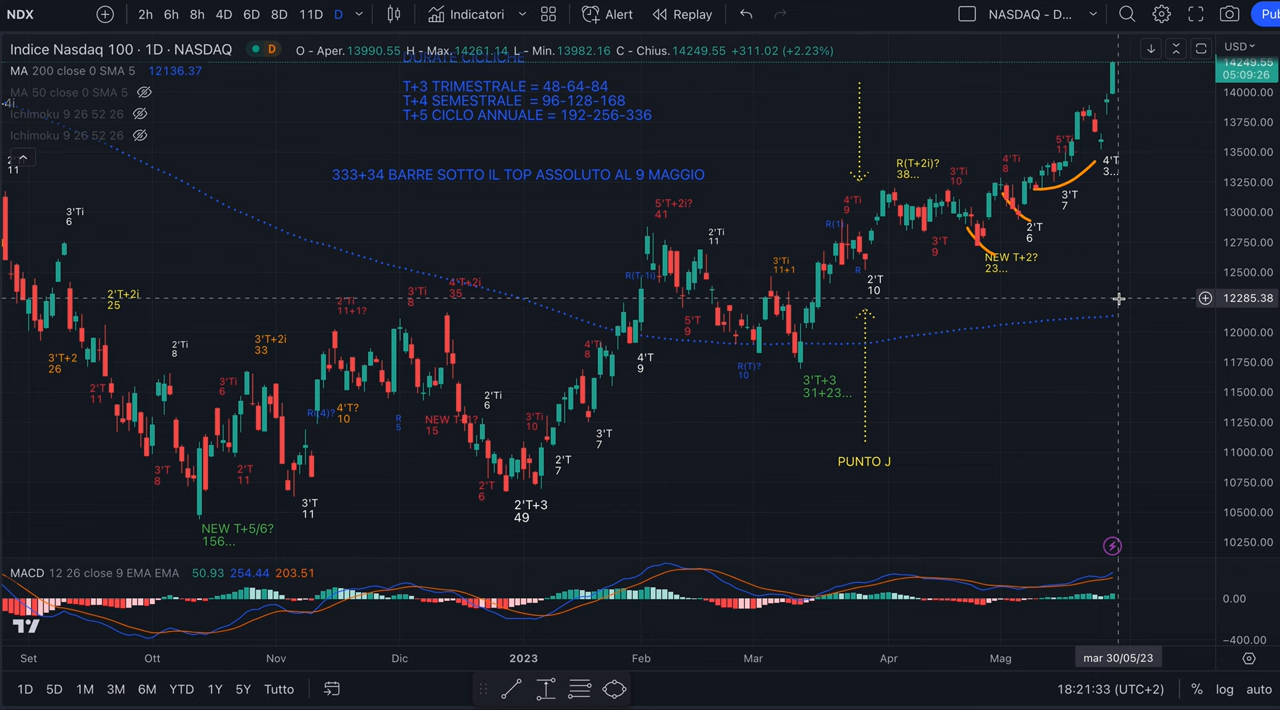 NDX 2h 6h 8h 4D 6D 8D 11D D Indicatori Alert Replay NASDAQ - D... Pub
Indice Nasdaq 100 · 1D · NASDAQ D O - Aper.13990.55 H - Max.14261.14 L - Min.13982.16 C - Chius.14249.55 +311.02 (+2.23%) USD
DURATE CICLICHE
MA 200 close 0 SMA 5 12136.37
MA 50 close 0 SMA 5
Ichimoku 9 26 52 26
Ichimoku 9 26 52 26
T+3 TRIMESTRALE = 48-64-84
T+4 SEMESTRALE = 96-128-168
T+5 CICLO ANNUALE = 192-256-336
333+34 BARRE SOTTO IL TOP ASSOLUTO AL 9 MAGGIO
14249.55
05:09:26
14000.00
13750.00
13500.00
13250.00
13000.00
12750.00
12500.00
12285.38
12000.00
11750.00
11500.00
11250.00
11000.00
10750.00
10500.00
10250.00
11
3'Ti
6
3'T+2
26
2'T
11
2'T+2i
25
3'T
8
2'Ti
8
NEW T+5/6?
156...
3'Ti
6
2'T
11
3'T+2i
33
3'T
11
2'Ti
11+1?
R(4)?
4'T?
10
R
5
3'Ti
8
NEW T+1?
15
4'T+2i
35
2'T
6
2'Ti
6
2'T+3
49
3'Ti
10
2'T
7
4'Ti
8
3'T
7
R(T-1i)
4'T
9
5'T+2i?
41
5'T
9
2'Ti
11
R(T)?
10
3'Ti
11+1
3'T+3
31+23...
R(1)
4'Ti
9
R
2'T
10
PUNTO J
R(T+2i)?
38...
3'T
9
3'Ti
10
NEW T+2?
23...
4'Ti
8
2'T
6
5'Ti
11
3'T
7
4'T
3...
MACD 12 26 close 9 EMA EMA 50.93 254.44 203.51
0.00
−400.00
Set Ott Nov Dic 2023 Feb Mar Apr Mag mar 30/05/23
1D 5D 1M 3M 6M YTD 1Y 5Y Tutto 18:21:33 (UTC+2) % log auto